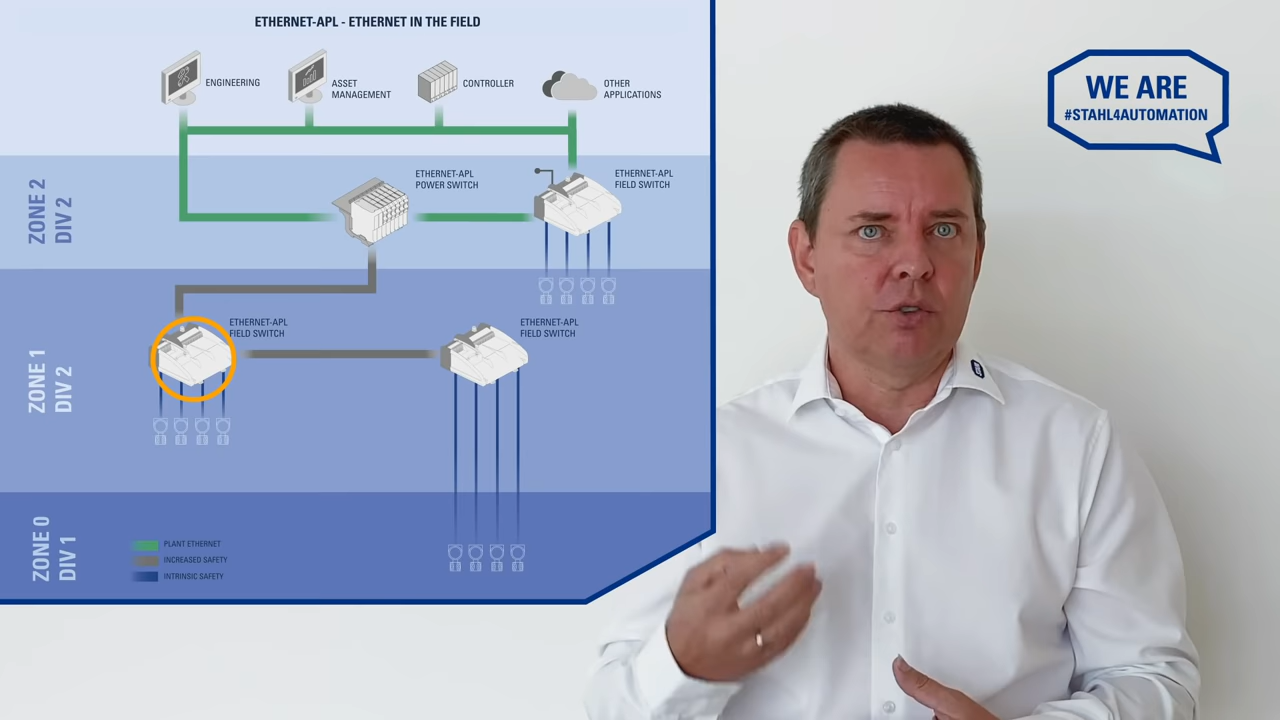 ETHERNET-APL - ETHERNET IN THE FIELD
ENGINEERING
ASSET
MANAGEMENT
CONTROLLER
OTHER
APPLICATIONS
WE ARE
#STAHL4AUTOMATION
ZONE 2
DIV 2
ETHERNET-APL
POWER SWITCH
ETHERNET-APL
FIELD SWITCH
ZONE 1
DIV 2
ETHERNET-APL
FIELD SWITCH
ETHERNET-APL
FIELD SWITCH
ZONE 0
DIV 1
PLANT ETHERNET
INCREASED SAFETY
INTRINSIC SAFETY